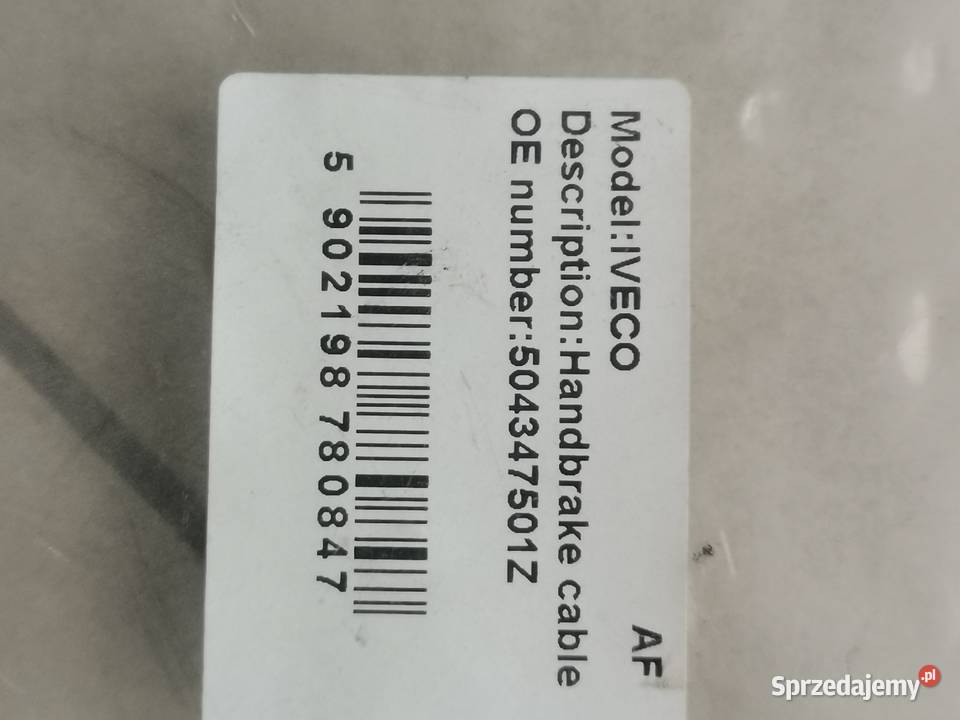 AF
Model:IVECO
Description:Handbrake cable
OE number:504347501Z
5 902198 780847
Sprzedajemy.pl